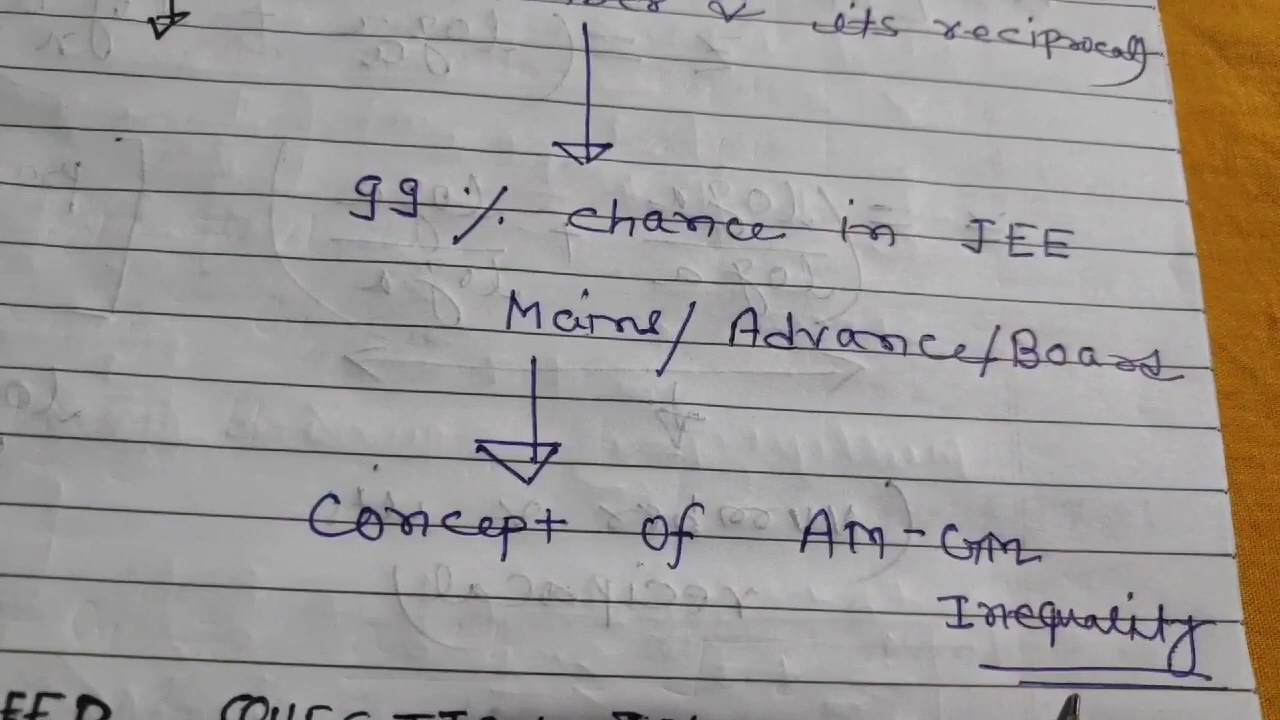 & its reciprocal)
99% chance in JEE
Mains/ Advance/Board
Concept of AM-GM
Inequality